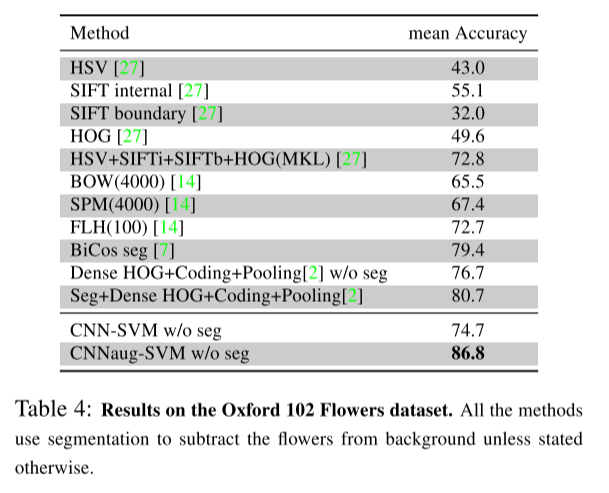 Method mean Accuracy
HSV [27] 43.0
SIFT internal [27] 55.1
SIFT boundary [27] 32.0
HOG [27] 49.6
HSV+SIFTi+SIFTb+HOG(MKL) [27] 72.8
BOW(4000) [14] 65.5
SPM(4000) [14] 67.4
FLH(100) [14] 72.7
BiCos seg [7] 79.4
Dense HOG+Coding+Pooling[2] w/o seg 76.7
Seg+Dense HOG+Coding+Pooling[2] 80.7
CNN-SVM w/o seg 74.7
CNNaug-SVM w/o seg 86.8
Table 4: Results on the Oxford 102 Flowers dataset. All the methods
use segmentation to subtract the flowers from background unless stated
otherwise.